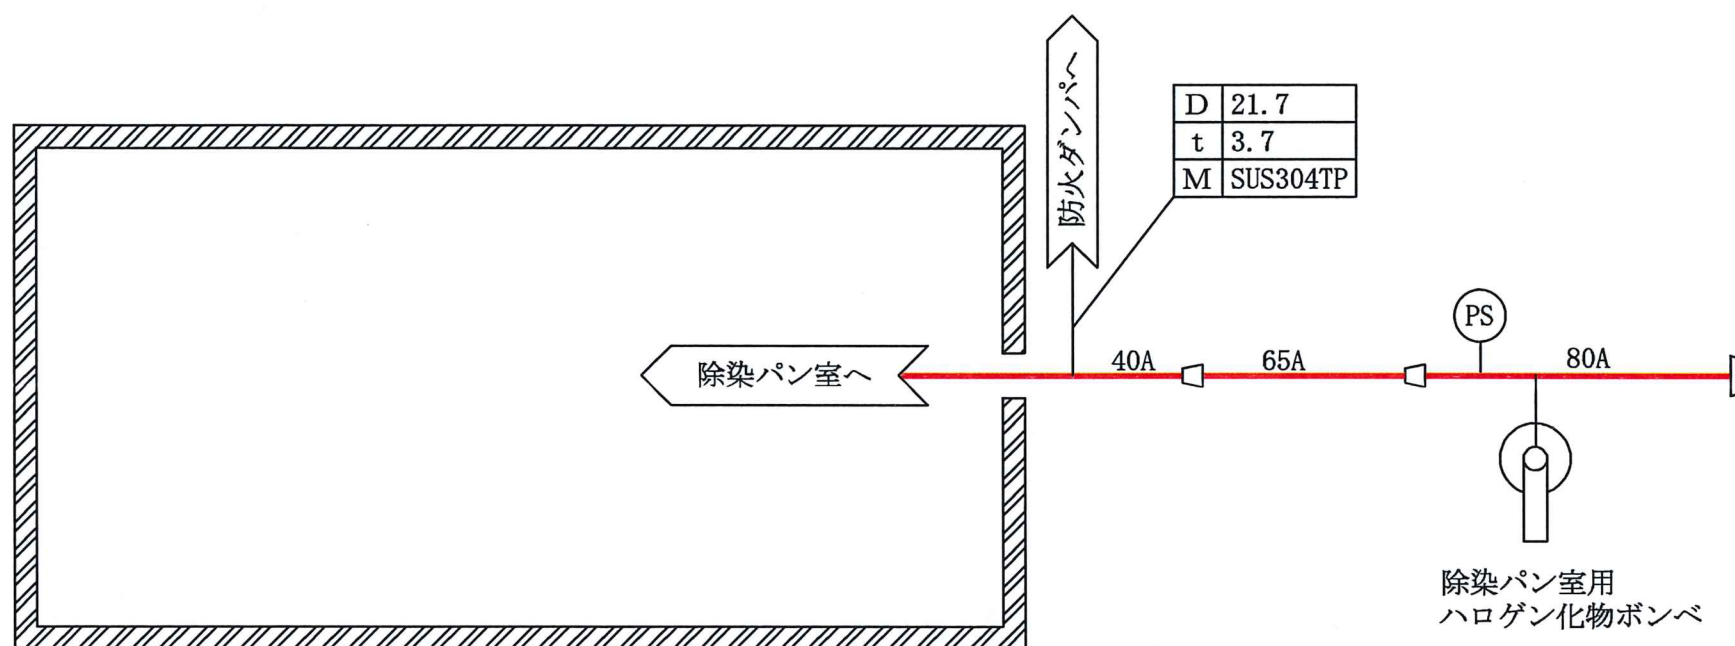 防火ダンパへ
D 21.7
t 3.7
M SUS304TP
PS
除染パン室へ
40A
65A
80A
除染パン室用
ハロゲン化物ボンベ